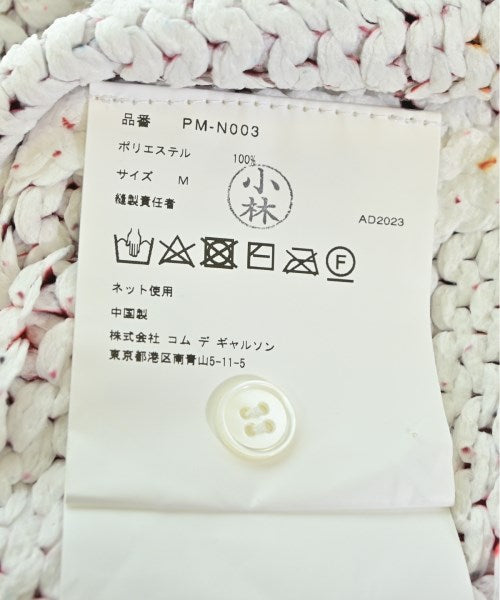 品番 PM-N003
ポリエステル 100%
サイズ M
小林
縫製責任者
AD2023
F
ネット使用
中国製
株式会社 コム デ ギャルソン
東京都港区南青山5-11-5